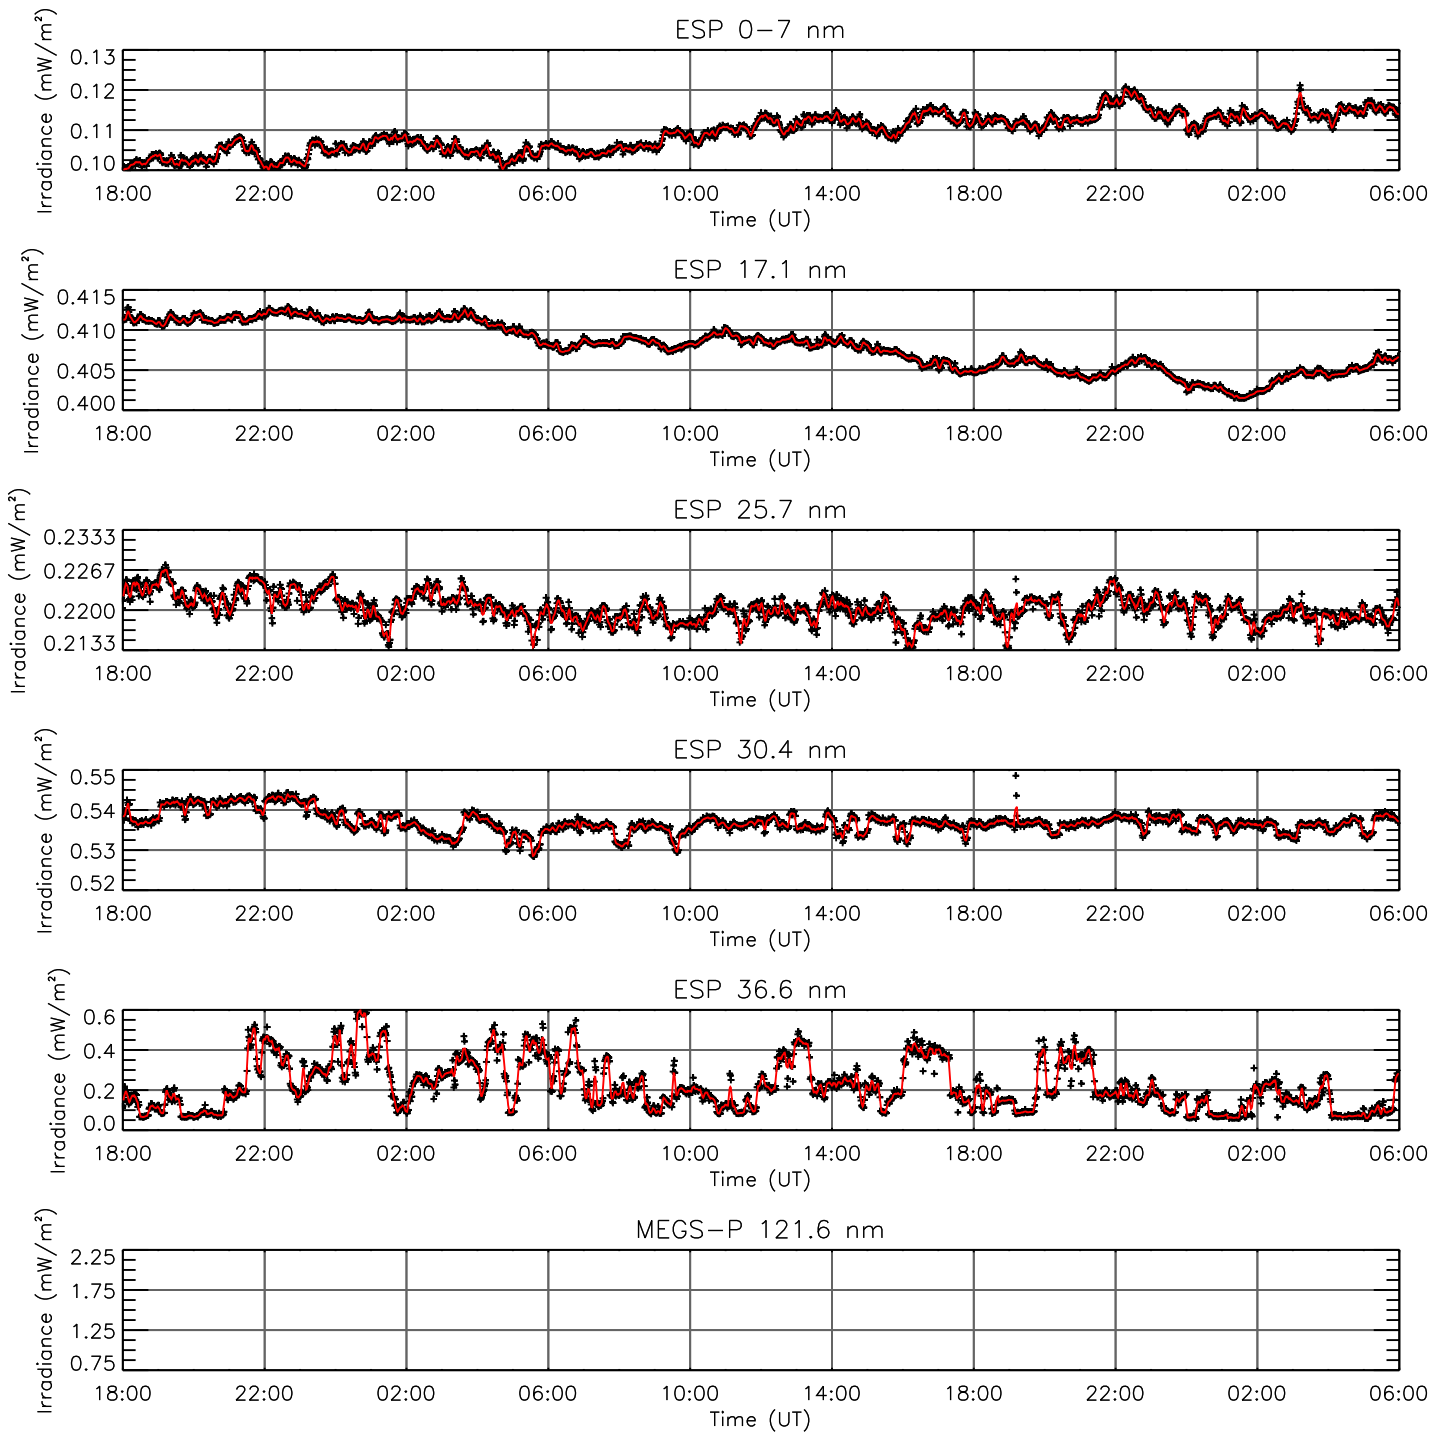 ESP 0–7 nm
Irradiance (mW/m²)
0.13
0.12
0.11
0.10
18:00 22:00 02:00 06:00 10:00 14:00 18:00 22:00 02:00 06:00
Time (UT)
ESP 17.1 nm
Irradiance (mW/m²)
0.415
0.410
0.405
0.400
18:00 22:00 02:00 06:00 10:00 14:00 18:00 22:00 02:00 06:00
Time (UT)
ESP 25.7 nm
Irradiance (mW/m²)
0.2333
0.2267
0.2200
0.2133
18:00 22:00 02:00 06:00 10:00 14:00 18:00 22:00 02:00 06:00
Time (UT)
ESP 30.4 nm
Irradiance (mW/m²)
0.55
0.54
0.53
0.52
18:00 22:00 02:00 06:00 10:00 14:00 18:00 22:00 02:00 06:00
Time (UT)
ESP 36.6 nm
Irradiance (mW/m²)
0.6
0.4
0.2
0.0
18:00 22:00 02:00 06:00 10:00 14:00 18:00 22:00 02:00 06:00
Time (UT)
MEGS–P 121.6 nm
Irradiance (mW/m²)
2.25
1.75
1.25
0.75
18:00 22:00 02:00 06:00 10:00 14:00 18:00 22:00 02:00 06:00
Time (UT)